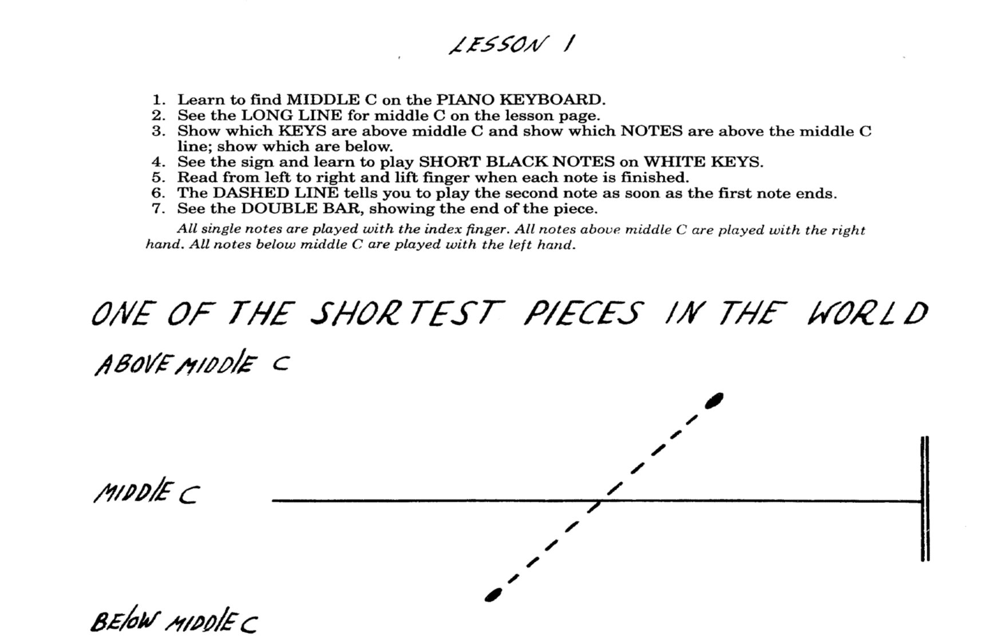 LESSON 1
1. Learn to find MIDDLE C on the PIANO KEYBOARD.
2. See the LONG LINE for middle C on the lesson page.
3. Show which KEYS are above middle C and show which NOTES are above the middle C
line; show which are below.
4. See the sign and learn to play SHORT BLACK NOTES on WHITE KEYS.
5. Read from left to right and lift finger when each note is finished.
6. The DASHED LINE tells you to play the second note as soon as the first note ends.
7. See the DOUBLE BAR, showing the end of the piece.
All single notes are played with the index finger. All notes above middle C are played with the right
hand. All notes below middle C are played with the left hand.
ONE OF THE SHORTEST PIECES IN THE WORLD
ABOVE MIDDLE C
MIDDLE C
BELOW MIDDLE C